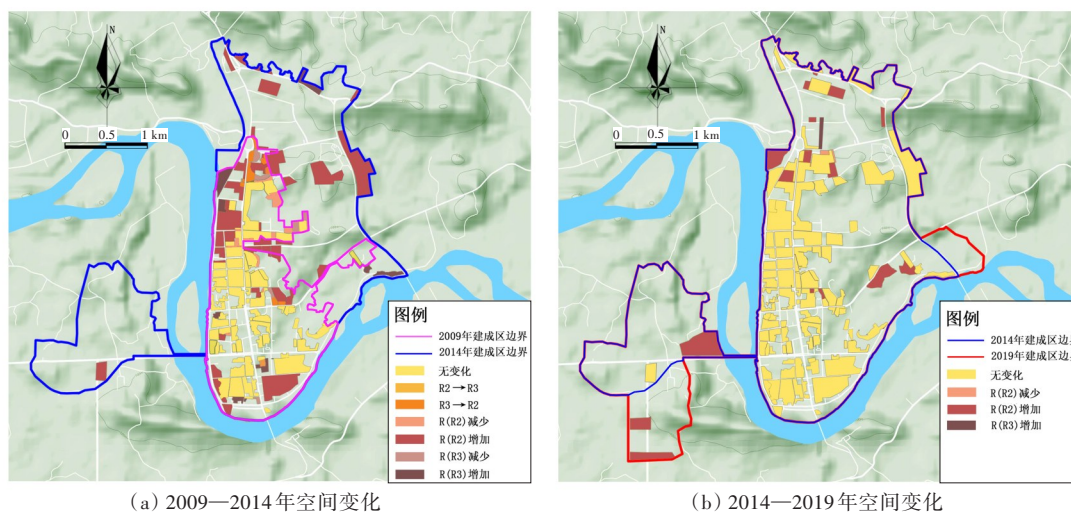 N
0 0.5 1 km
图例
2009年建成区边界
2014年建成区边界
无变化
R2→R3
R3→R2
R(R2)减少
R(R2)增加
R(R3)减少
R(R3)增加
(a) 2009—2014年空间变化
N
0 0.5 1 km
图例
2014年建成区边界
2019年建成区边界
无变化
R(R2)减少
R(R2)增加
R(R3)增加
(b) 2014—2019年空间变化